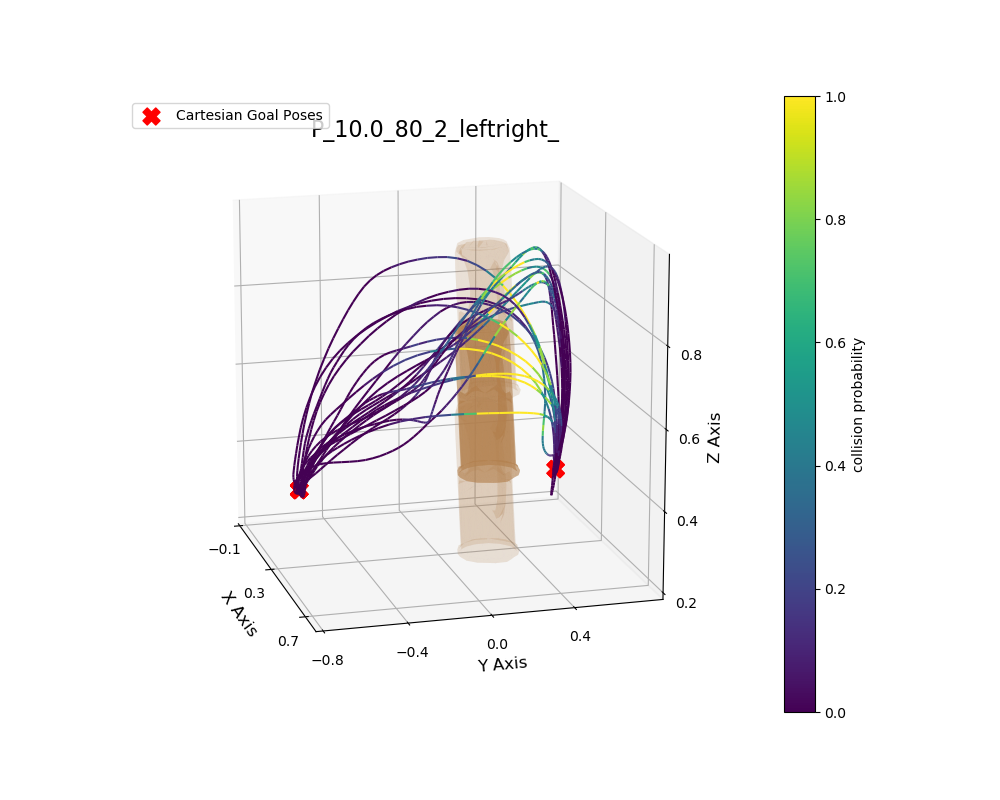 Cartesian Goal Poses
P_10.0_80_2_leftright_
1.0
0.8
0.6
0.4
0.2
0.0
collision probability
0.8
0.6
0.4
0.2
Z Axis
−0.1
0.3
0.7
X Axis
−0.8
−0.4
0.0
0.4
Y Axis